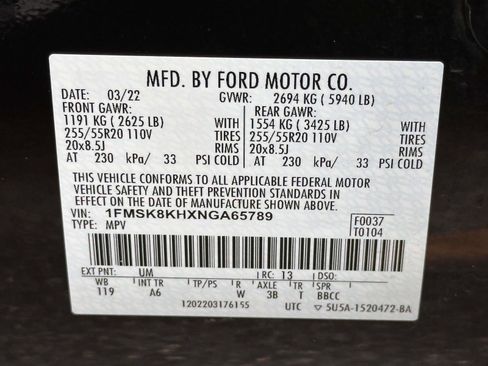 MFD. BY FORD MOTOR CO.
DATE: 03/22 GVWR: 2694 KG ( 5940 LB)
FRONT GAWR: REAR GAWR:
1191 KG ( 2625 LB) 1554 KG ( 3425 LB)
255/55R20 110V TIRES 255/55R20 110V TIRES
20x8.5J RIMS 20x8.5J RIMS
AT 230 kPa/ 33 PSI COLD AT 230 kPa/ 33 PSI COLD
THIS VEHICLE CONFORMS TO ALL APPLICABLE FEDERAL MOTOR
VEHICLE SAFETY AND THEFT PREVENTION STANDARDS IN
EFFECT ON THE DATE OF MANUFACTURE SHOWN ABOVE.
VIN: 1FMSK8KHXNGA65789 F0037
TYPE: MPV T0104
EXT PNT: UM RC: 13 DSO:
WB INT TR TP/PS R AXLE TR SPR
119 A6 W 3B T BBCC
1202203176155 UTC ▽ 5U5A-1520472-BA